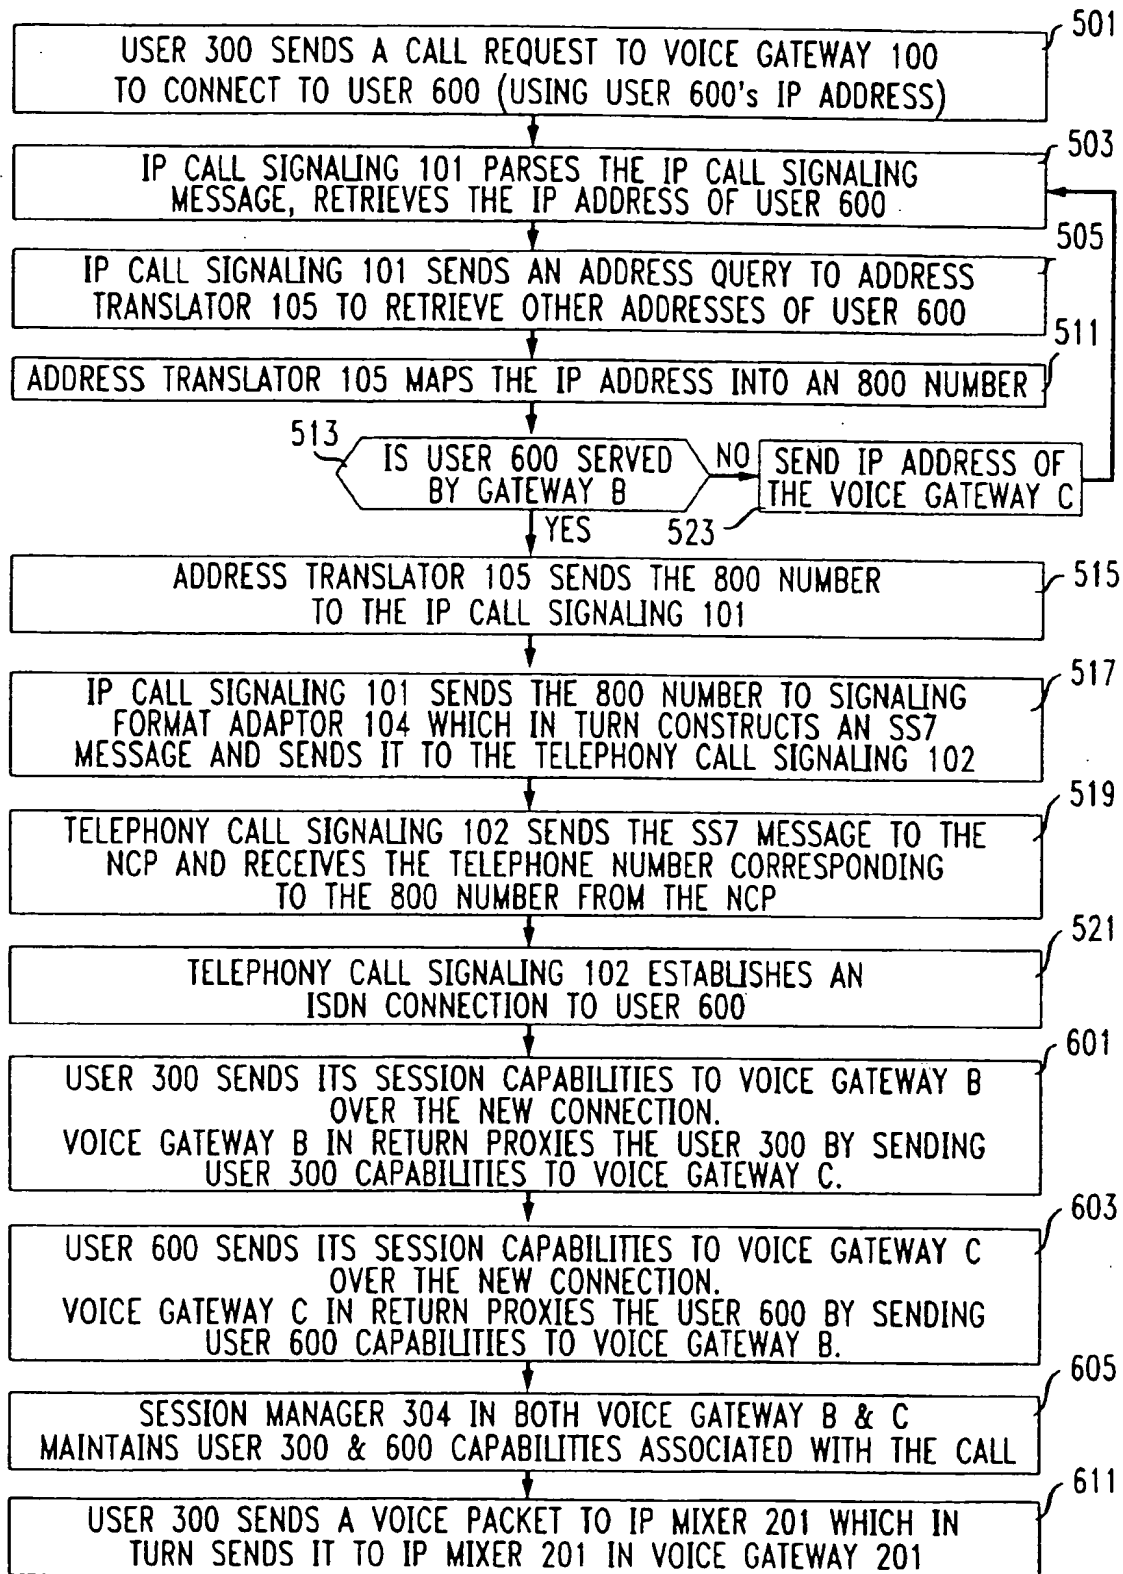 501
USER 300 SENDS A CALL REQUEST TO VOICE GATEWAY 100
TO CONNECT TO USER 600 (USING USER 600's IP ADDRESS)
503
IP CALL SIGNALING 101 PARSES THE IP CALL SIGNALING
MESSAGE, RETRIEVES THE IP ADDRESS OF USER 600
505
IP CALL SIGNALING 101 SENDS AN ADDRESS QUERY TO ADDRESS
TRANSLATOR 105 TO RETRIEVE OTHER ADDRESSES OF USER 600
511
ADDRESS TRANSLATOR 105 MAPS THE IP ADDRESS INTO AN 800 NUMBER
513
IS USER 600 SERVED
BY GATEWAY B
NO
SEND IP ADDRESS OF
THE VOICE GATEWAY C
523
YES
515
ADDRESS TRANSLATOR 105 SENDS THE 800 NUMBER
TO THE IP CALL SIGNALING 101
517
IP CALL SIGNALING 101 SENDS THE 800 NUMBER TO SIGNALING
FORMAT ADAPTOR 104 WHICH IN TURN CONSTRUCTS AN SS7
MESSAGE AND SENDS IT TO THE TELEPHONY CALL SIGNALING 102
519
TELEPHONY CALL SIGNALING 102 SENDS THE SS7 MESSAGE TO THE
NCP AND RECEIVES THE TELEPHONE NUMBER CORRESPONDING
TO THE 800 NUMBER FROM THE NCP
521
TELEPHONY CALL SIGNALING 102 ESTABLISHES AN
ISDN CONNECTION TO USER 600
601
USER 300 SENDS ITS SESSION CAPABILITIES TO VOICE GATEWAY B
OVER THE NEW CONNECTION.
VOICE GATEWAY B IN RETURN PROXIES THE USER 300 BY SENDING
USER 300 CAPABILITIES TO VOICE GATEWAY C.
603
USER 600 SENDS ITS SESSION CAPABILITIES TO VOICE GATEWAY C
OVER THE NEW CONNECTION.
VOICE GATEWAY C IN RETURN PROXIES THE USER 600 BY SENDING
USER 600 CAPABILITIES TO VOICE GATEWAY B.
605
SESSION MANAGER 304 IN BOTH VOICE GATEWAY B & C
MAINTAINS USER 300 & 600 CAPABILITIES ASSOCIATED WITH THE CALL
611
USER 300 SENDS A VOICE PACKET TO IP MIXER 201 WHICH IN
TURN SENDS IT TO IP MIXER 201 IN VOICE GATEWAY 201